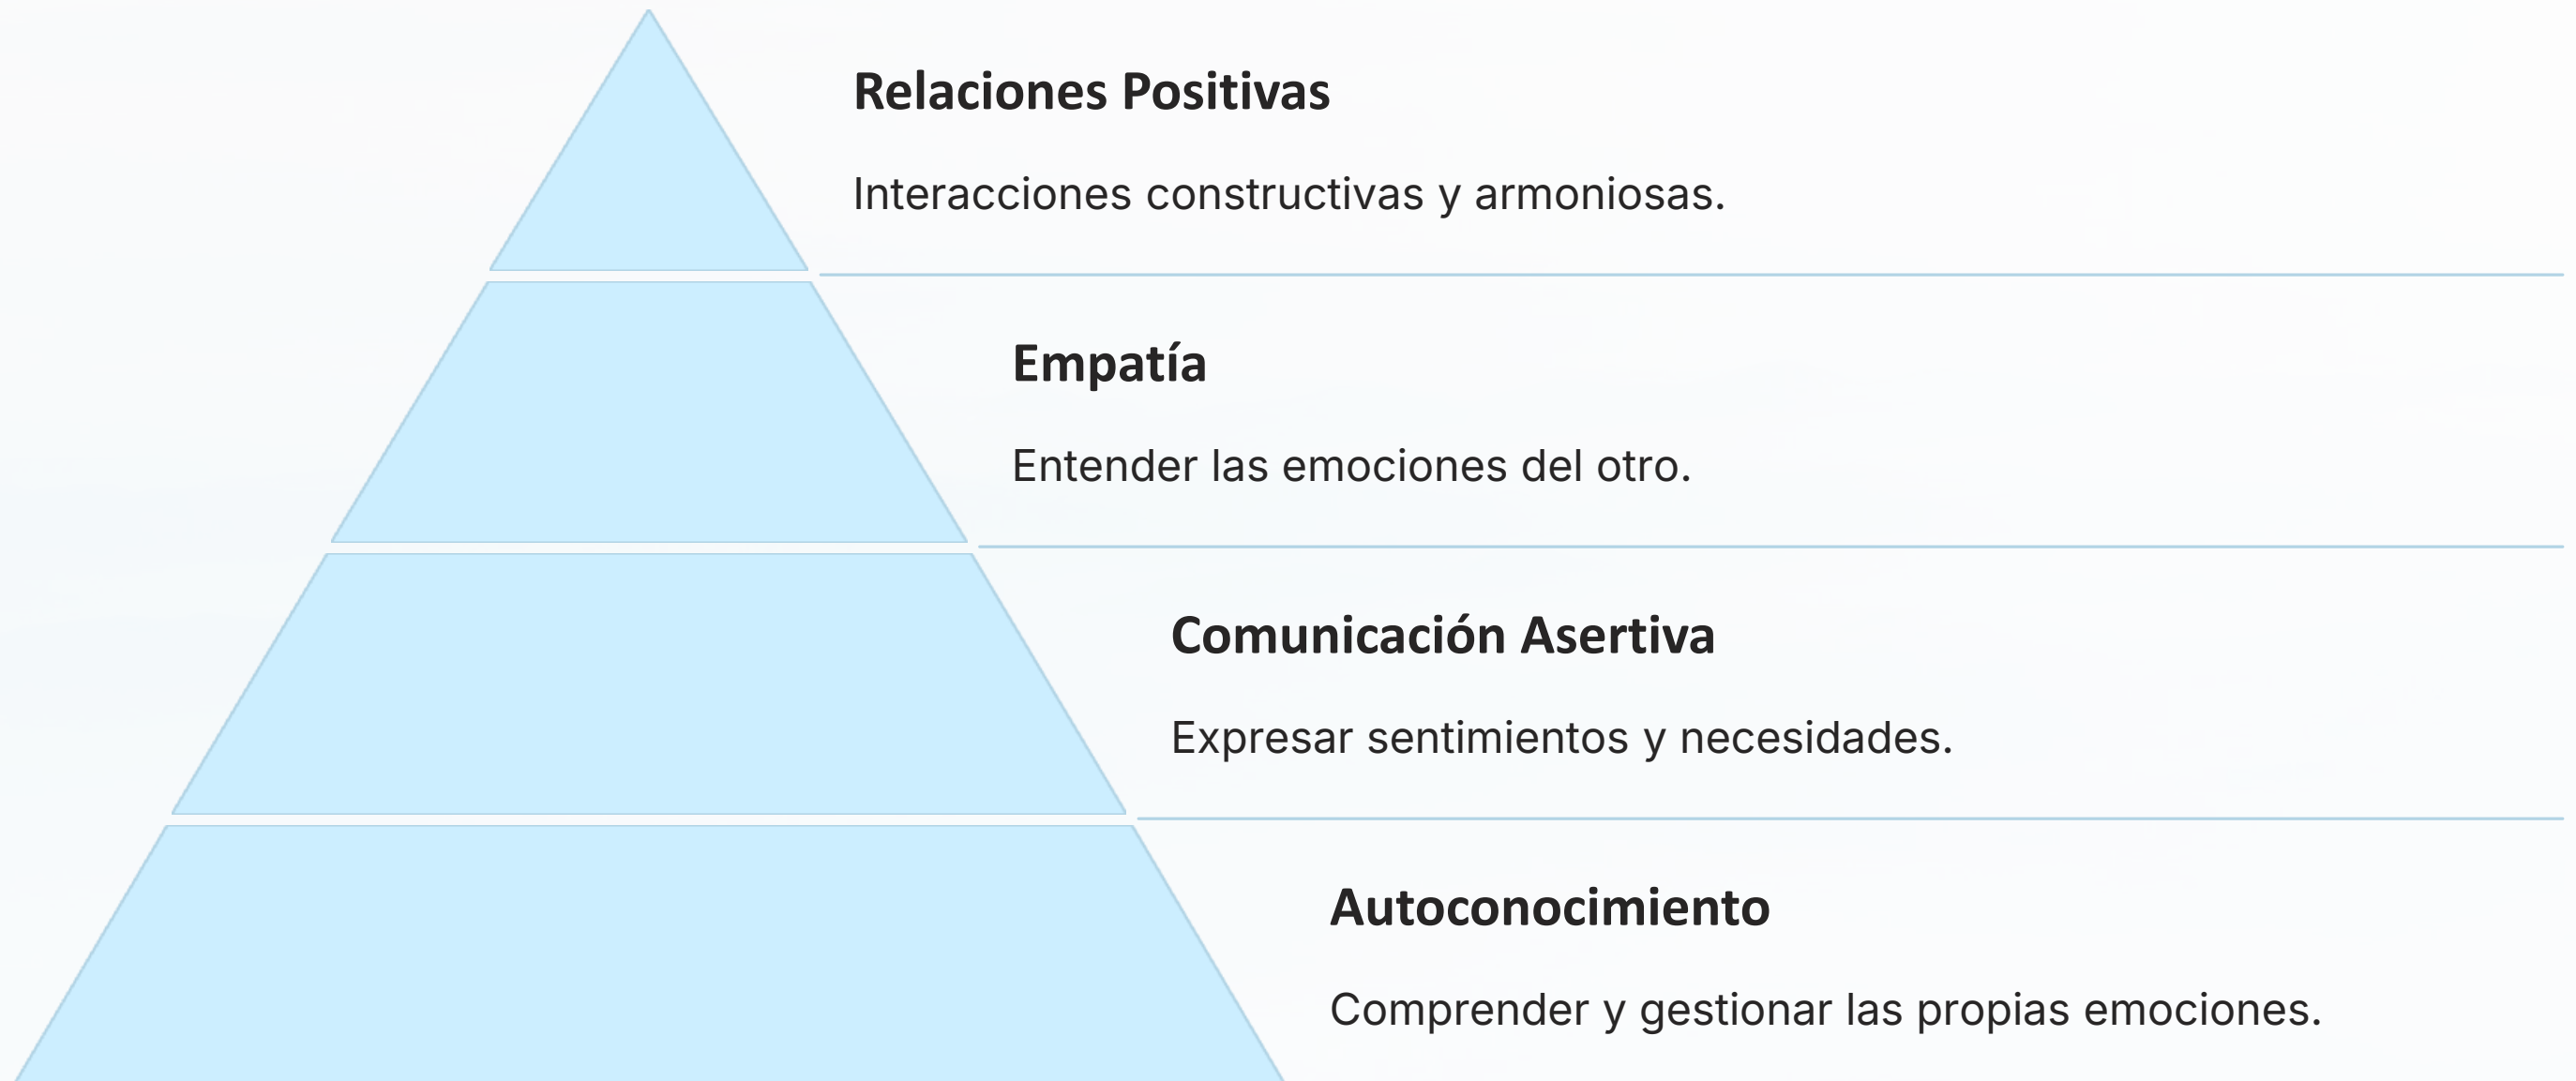 Relaciones Positivas
Interacciones constructivas y armoniosas.
Empatía
Entender las emociones del otro.
Comunicación Asertiva
Expresar sentimientos y necesidades.
Autoconocimiento
Comprender y gestionar las propias emociones.